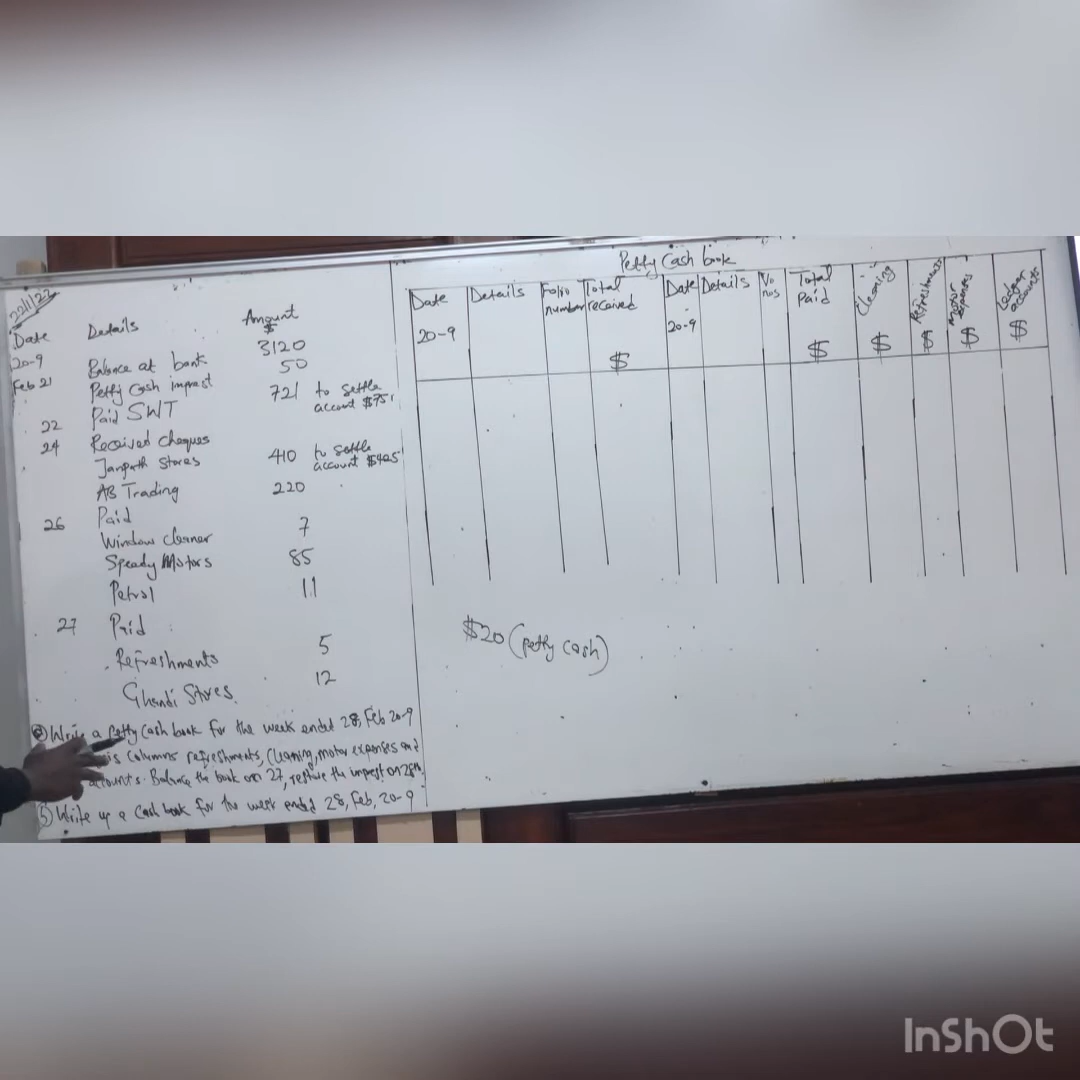 22/1/22
Date Details Amount
$
20-9 Balance at bank 3120
Feb 21 Petty cash imprest 50
22 Paid SWT 721 to settle
account $751
24 Received cheques
Janpath Stores 410 to settle
account $425
AB Trading 220
26 Paid
Window cleaner 7
Speedy Motors 85
Petrol 11
27 Paid
Refreshments 5
Ghandi Stores 12
a petty cash book for the week ended 28, Feb 20-9
columns refreshments, cleaning, motor expenses and
accounts. Balance the book on 27, restore the imprest on 28th.
b) Write up a cash book for the week ended 28, Feb, 20-9
Petty Cash book
Date Details Folio number Total received Date Details Vo nos Total paid Cleaning Refreshments Motor expenses Ledger accounts
20-9 $ 20-9 $ $ $ $ $
$20 (petty cash)
InShOt